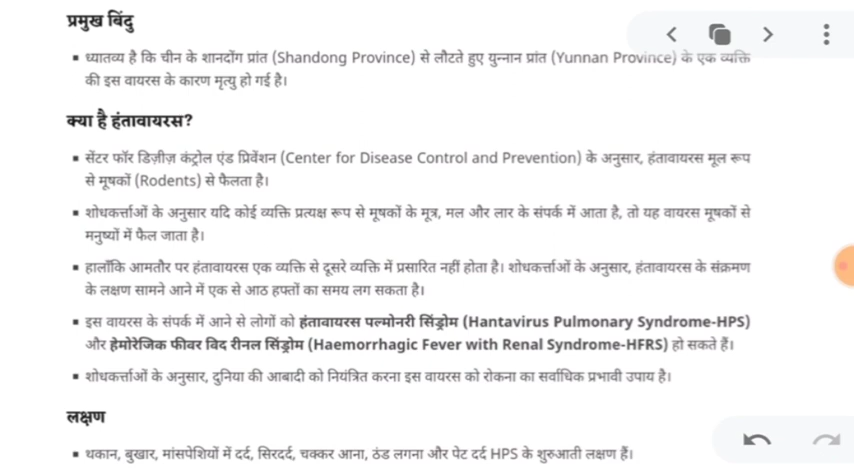 प्रमुख बिंदु
▪ ध्यातव्य है कि चीन के शानदोंग प्रांत (Shandong Province) से लौटते हुए युन्नान प्रांत (Yunnan Province) के एक व्यक्ति
की इस वायरस के कारण मृत्यु हो गई है।
क्या है हंतावायरस?
▪ सेंटर फॉर डिज़ीज़ कंट्रोल एंड प्रिवेंशन (Center for Disease Control and Prevention) के अनुसार, हंतावायरस मूल रूप
से मूषकों (Rodents) से फैलता है।
▪ शोधकर्त्ताओं के अनुसार यदि कोई व्यक्ति प्रत्यक्ष रूप से मूषकों के मूत्र, मल और लार के संपर्क में आता है, तो यह वायरस मूषकों से
मनुष्यों में फैल जाता है।
▪ हालाँकि आमतौर पर हंतावायरस एक व्यक्ति से दूसरे व्यक्ति में प्रसारित नहीं होता है। शोधकर्त्ताओं के अनुसार, हंतावायरस के संक्रमण
के लक्षण सामने आने में एक से आठ हफ्तों का समय लग सकता है।
▪ इस वायरस के संपर्क में आने से लोगों को हंतावायरस पल्मोनरी सिंड्रोम (Hantavirus Pulmonary Syndrome-HPS)
और हेमोरेजिक फीवर विद रीनल सिंड्रोम (Haemorrhagic Fever with Renal Syndrome-HFRS) हो सकते हैं।
▪ शोधकर्त्ताओं के अनुसार, दुनिया की आबादी को नियंत्रित करना इस वायरस को रोकना का सर्वाधिक प्रभावी उपाय है।
लक्षण
▪ थकान, बुखार, मांसपेशियों में दर्द, सिरदर्द, चक्कर आना, ठंड लगना और पेट दर्द HPS के शुरुआती लक्षण हैं।